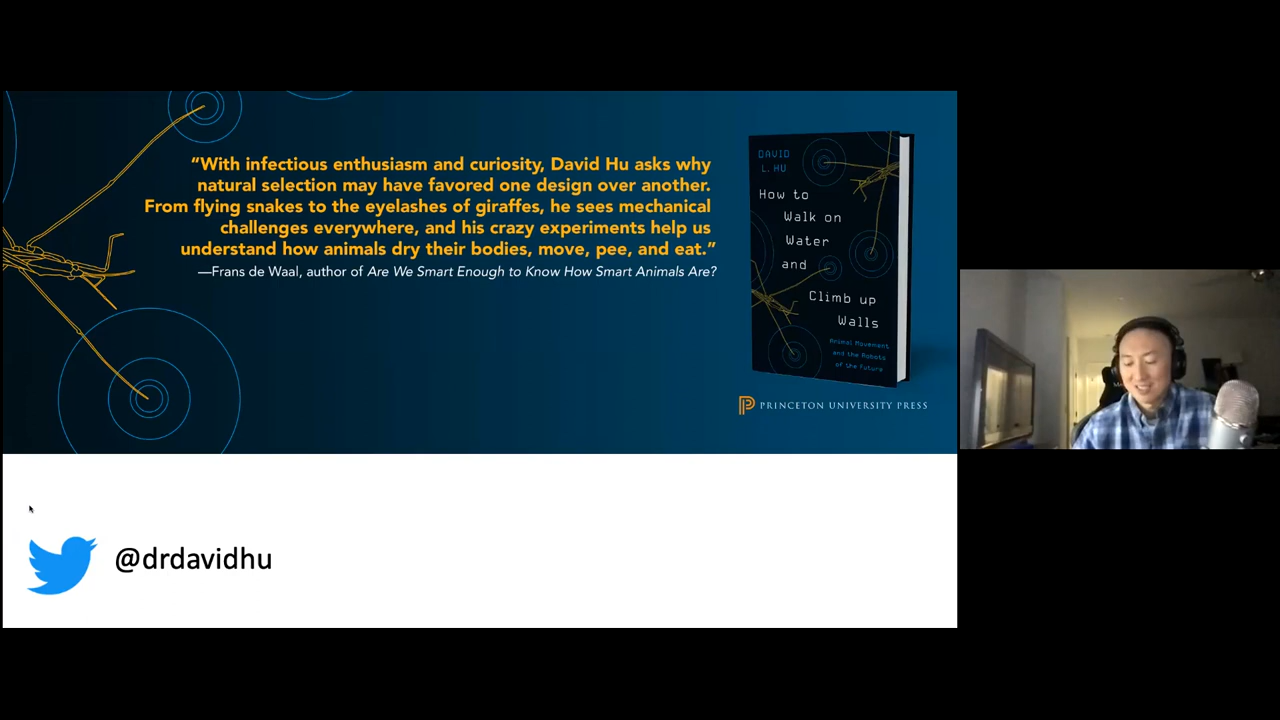 “With infectious enthusiasm and curiosity, David Hu asks why
natural selection may have favored one design over another.
From flying snakes to the eyelashes of giraffes, he sees mechanical
challenges everywhere, and his crazy experiments help us
understand how animals dry their bodies, move, pee, and eat.”
—Frans de Waal, author of Are We Smart Enough to Know How Smart Animals Are?
DAVID
L. HU
How to
Walk on
Water
and
Climb up
Walls
Animal Movement
and the Robots
of the Future
PRINCETON UNIVERSITY PRESS
@drdavidhu